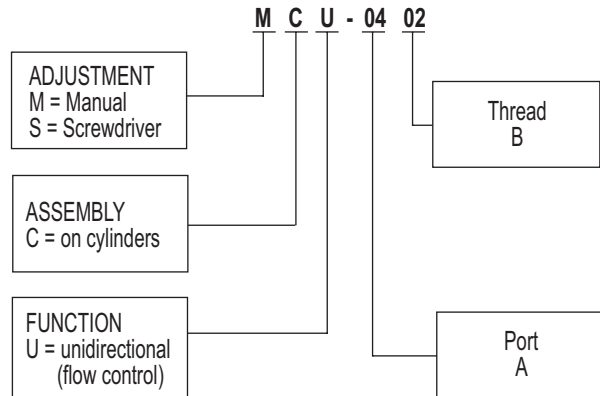 M C U - 04 02
ADJUSTMENT
M = Manual
S = Screwdriver
Thread
B
ASSEMBLY
C = on cylinders
FUNCTION
U = unidirectional
(flow control)
Port
A